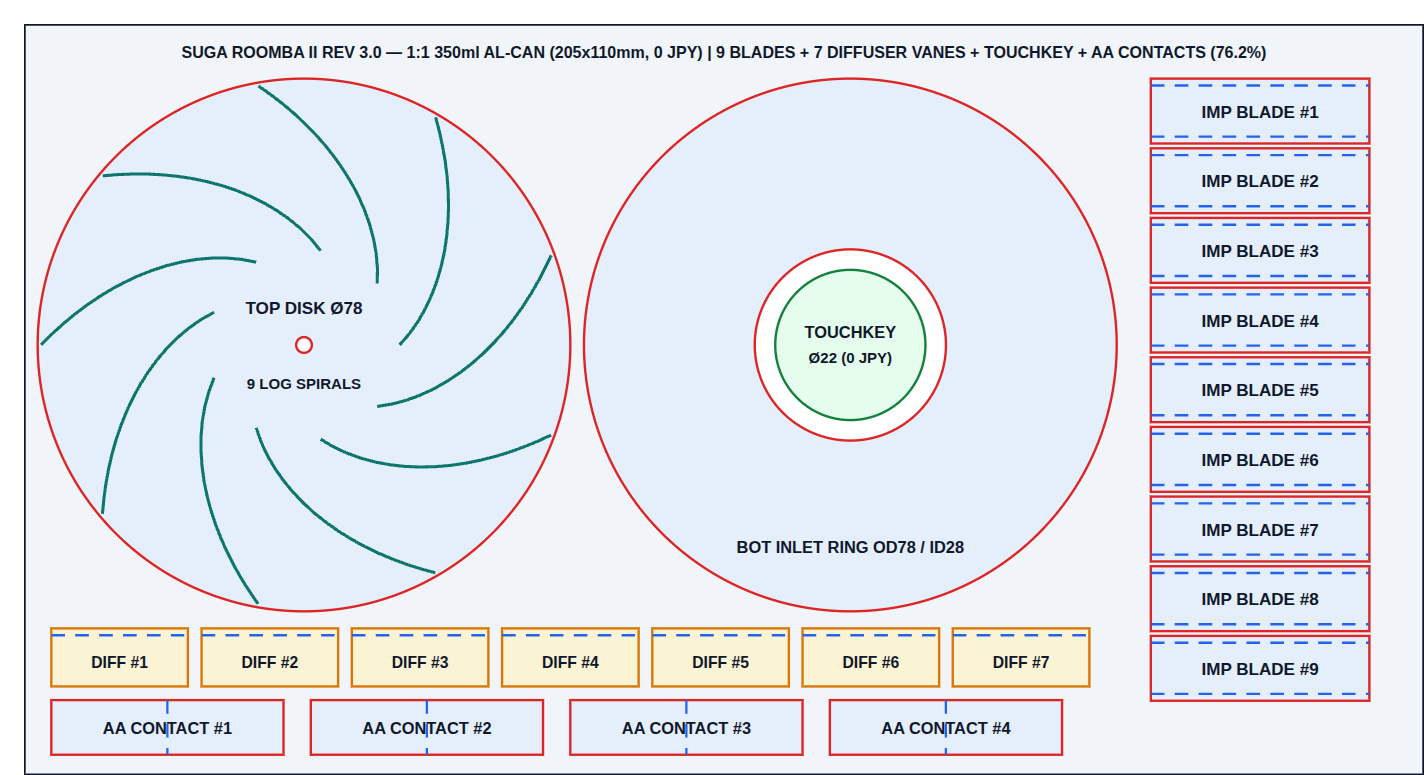 SUGA ROOMBA II REV 3.0 — 1:1 350ml AL-CAN (205x110mm, 0 JPY) | 9 BLADES + 7 DIFFUSER VANES + TOUCHKEY + AA CONTACTS (76.2%)
TOP DISK Ø78
9 LOG SPIRALS
TOUCHKEY
Ø22 (0 JPY)
BOT INLET RING OD78 / ID28
IMP BLADE #1
IMP BLADE #2
IMP BLADE #3
IMP BLADE #4
IMP BLADE #5
IMP BLADE #6
IMP BLADE #7
IMP BLADE #8
IMP BLADE #9
DIFF #1
DIFF #2
DIFF #3
DIFF #4
DIFF #5
DIFF #6
DIFF #7
AA CONTACT #1
AA CONTACT #2
AA CONTACT #3
AA CONTACT #4